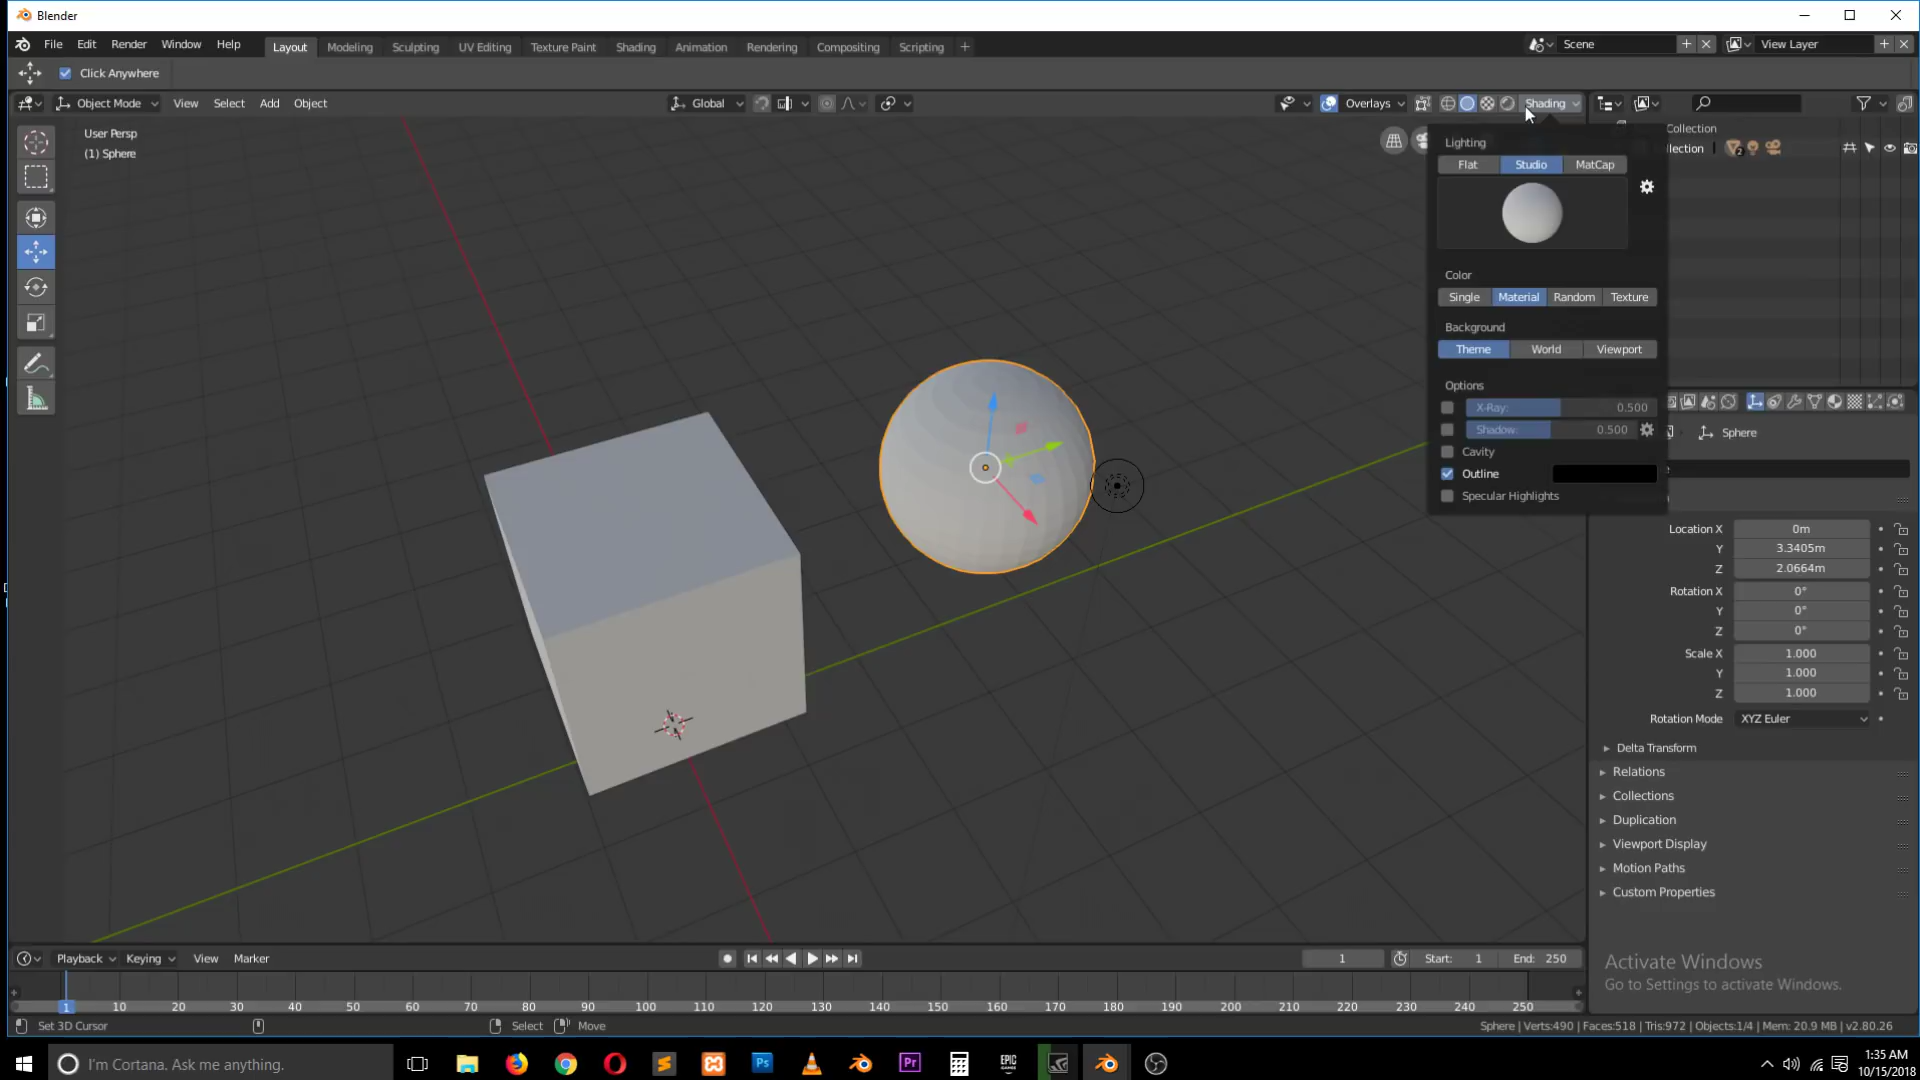 Blender
File Edit Render Window Help Layout Modeling Sculpting UV Editing Texture Paint Shading Animation Rendering Compositing Scripting + Scene View Layer
Click Anywhere
Object Mode View Select Add Object Global Overlays Shading
User Persp
(1) Sphere
Lighting
Flat Studio MatCap
Color
Single Material Random Texture
Background
Theme World Viewport
Options
X-Ray: 0.500
Shadow: 0.500
Cavity
Outline
Specular Highlights
Collection
llection
2
Sphere
Location X 0m
Y 3.3405m
Z 2.0664m
Rotation X 0°
Y 0°
Z 0°
Scale X 1.000
Y 1.000
Z 1.000
Rotation Mode XYZ Euler
Delta Transform
Relations
Collections
Duplication
Viewport Display
Motion Paths
Custom Properties
Activate Windows
Go to Settings to activate Windows.
Playback Keying View Marker 1 Start: 1 End: 250
1 10 20 30 40 50 60 70 80 90 100 110 120 130 140 150 160 170 180 190 200 210 220 230 240 250
Set 3D Cursor Select Move Sphere | Verts:490 | Faces:518 | Tris:972 | Objects:1/4 | Mem: 20.9 MB | v2.80.26
I'm Cortana. Ask me anything. Ps Pr EPIC GAMES 1:35 AM
10/15/2018